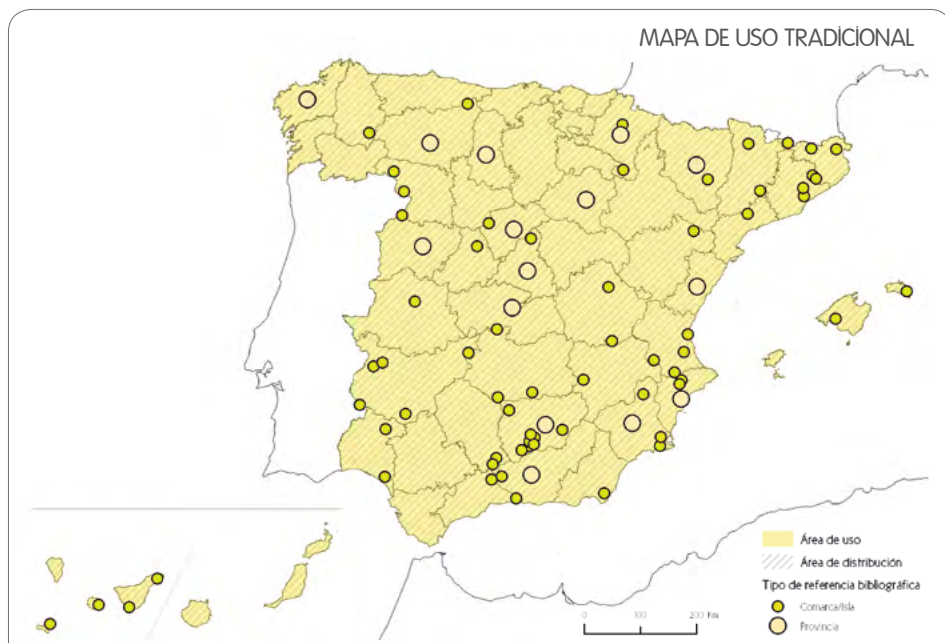 MAPA DE USO TRADICIONAL
Área de uso
Área de distribución
Tipo de referencia bibliográfica
Comarca/Isla
Provincia
0 100 200 Km